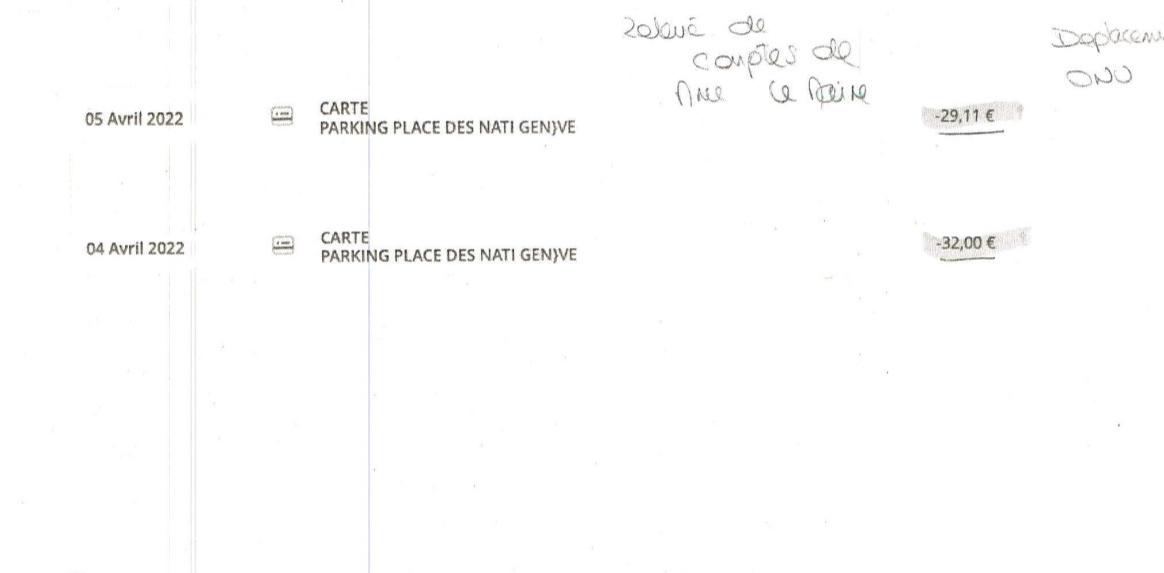 relevé de
comptes de
Mme Le Maire
Déplacem
ONU
05 Avril 2022
CARTE
PARKING PLACE DES NATI GEN}VE
-29,11 €
04 Avril 2022
CARTE
PARKING PLACE DES NATI GEN}VE
-32,00 €